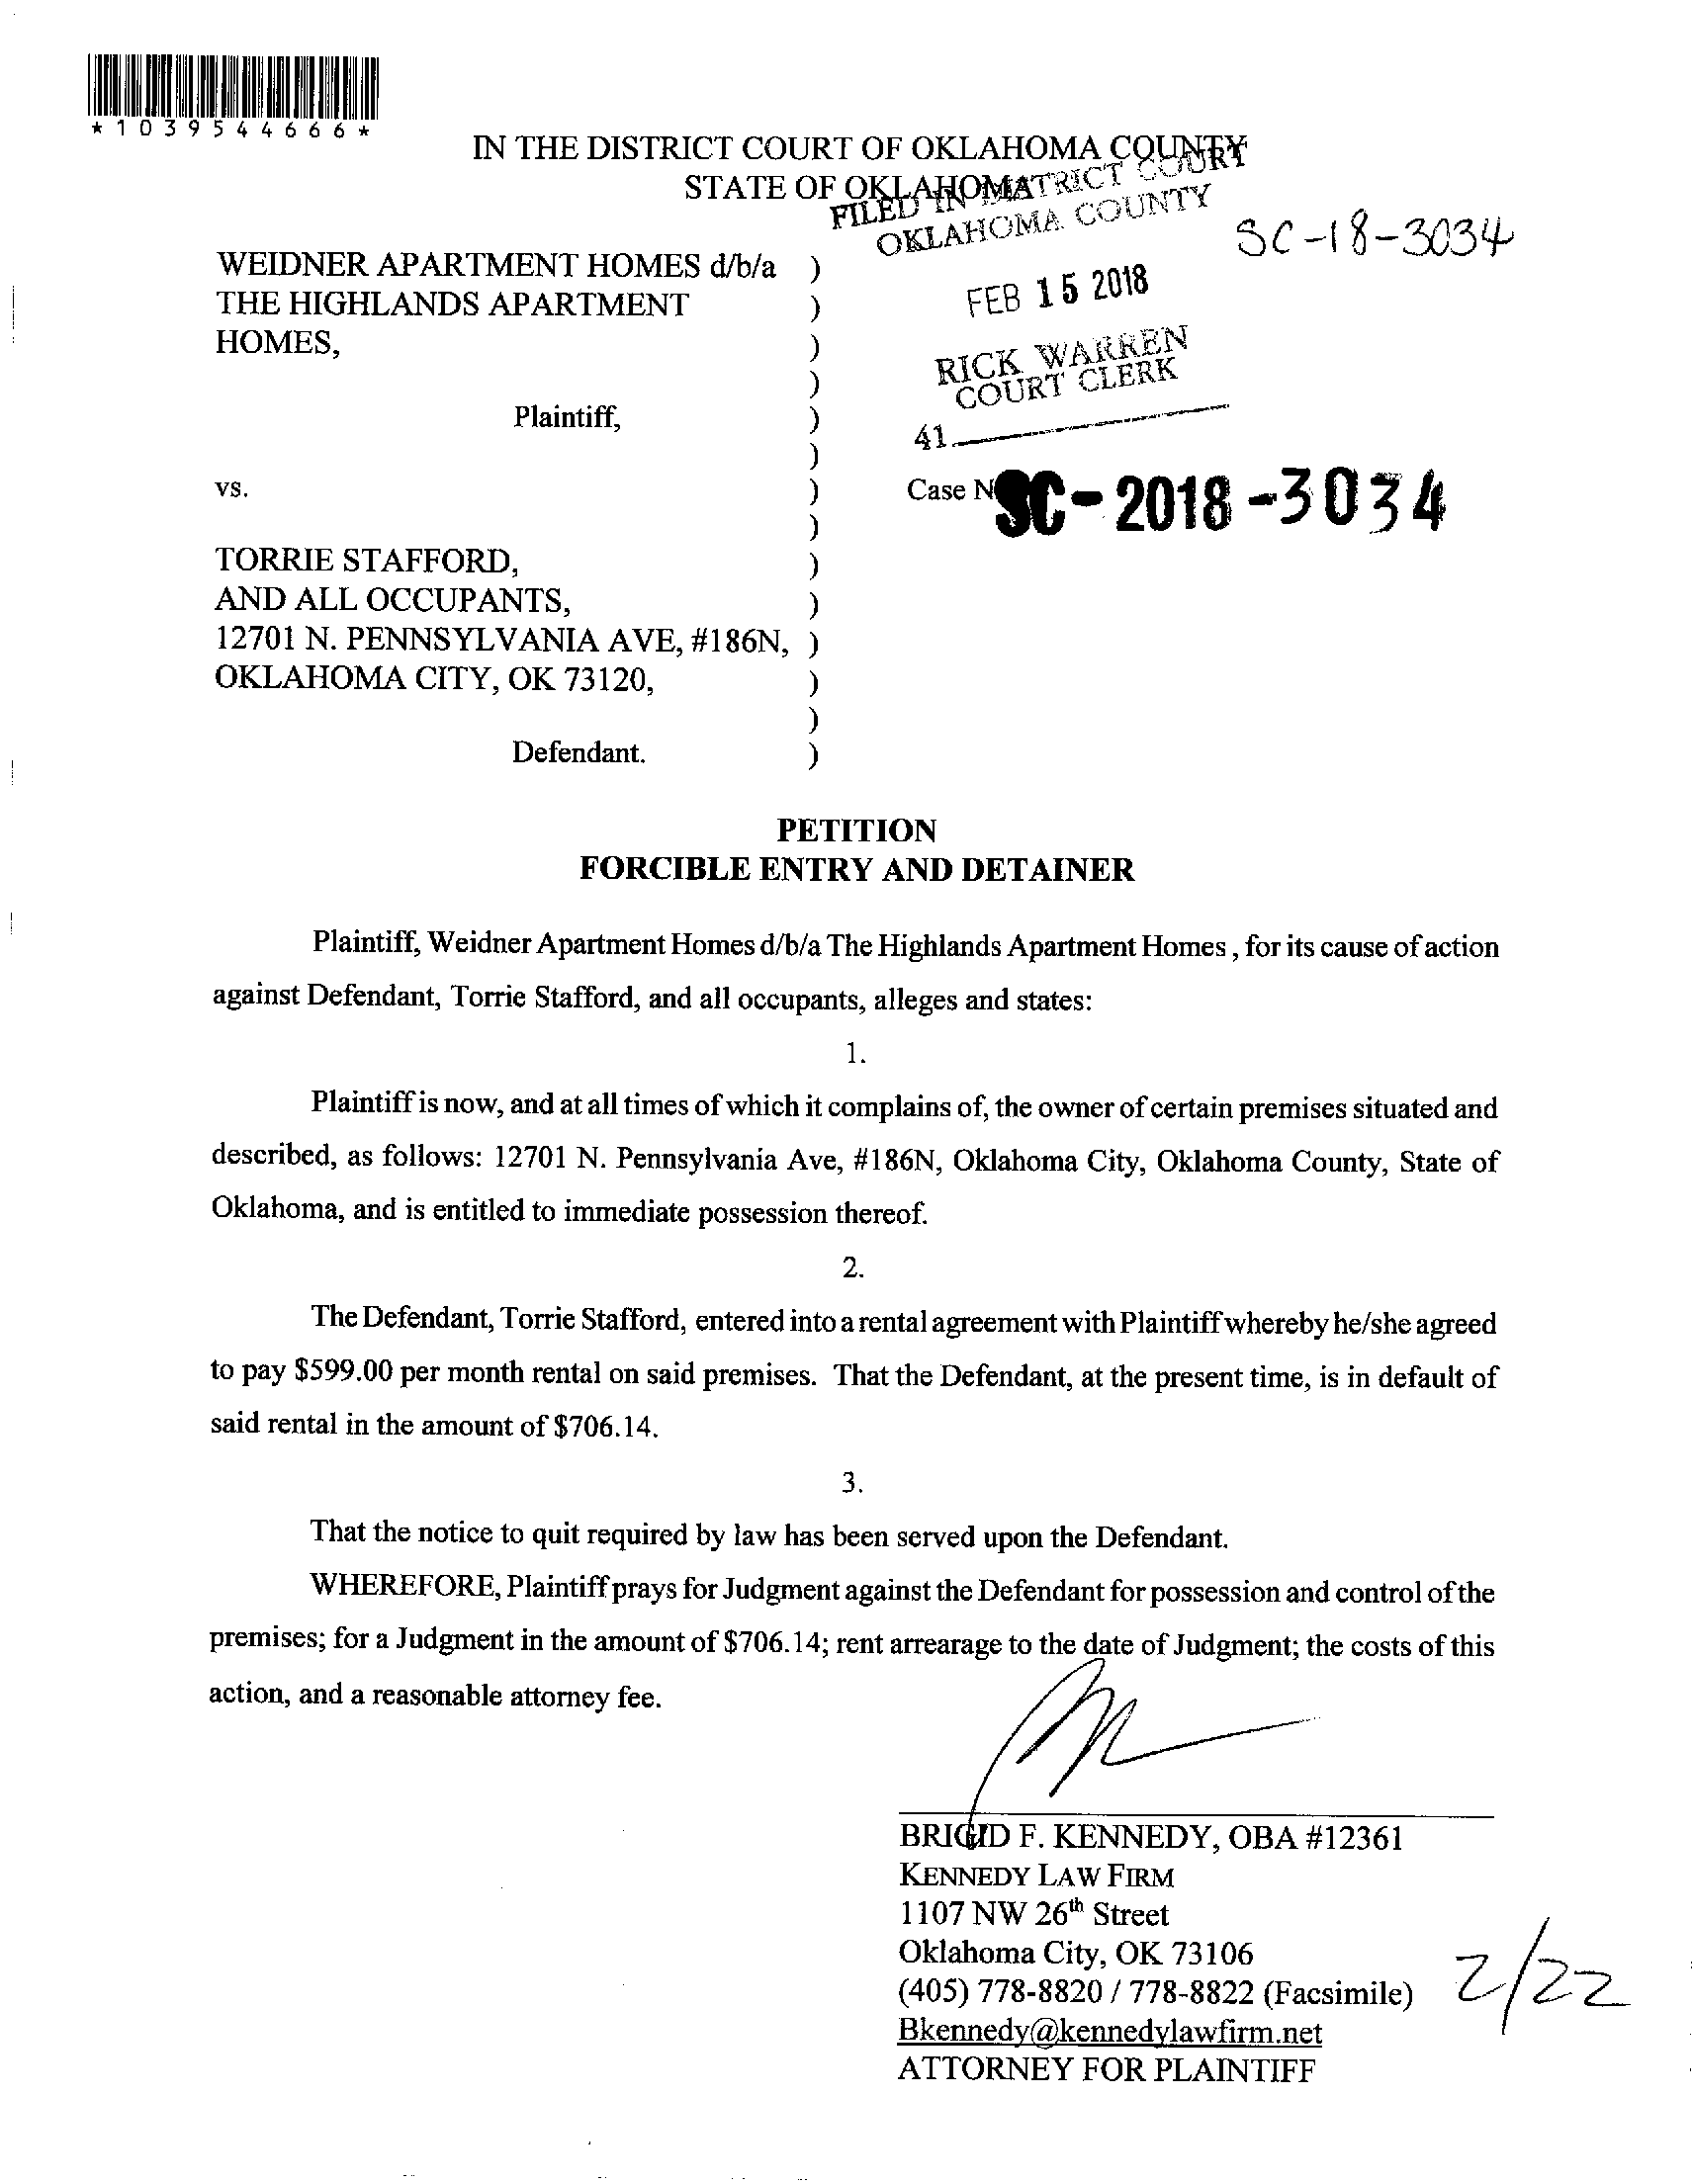 *1039544666*
IN THE DISTRICT COURT OF OKLAHOMA COUNTY
STATE OF OKLAHOMA
FILED IN DISTRICT COURT
OKLAHOMA COUNTY
SC-18-3034
FEB 15 2018
RICK WARREN
COURT CLERK
41
WEIDNER APARTMENT HOMES d/b/a )
THE HIGHLANDS APARTMENT )
HOMES, )
)
Plaintiff, )
)
vs. ) Case N SC-2018-3034
)
TORRIE STAFFORD, )
AND ALL OCCUPANTS, )
12701 N. PENNSYLVANIA AVE, #186N, )
OKLAHOMA CITY, OK 73120, )
)
Defendant. )
PETITION
FORCIBLE ENTRY AND DETAINER
Plaintiff, Weidner Apartment Homes d/b/a The Highlands Apartment Homes , for its cause of action
against Defendant, Torrie Stafford, and all occupants, alleges and states:
1.
Plaintiff is now, and at all times of which it complains of, the owner of certain premises situated and
described, as follows: 12701 N. Pennsylvania Ave, #186N, Oklahoma City, Oklahoma County, State of
Oklahoma, and is entitled to immediate possession thereof.
2.
The Defendant, Torrie Stafford, entered into a rental agreement with Plaintiff whereby he/she agreed
to pay $599.00 per month rental on said premises. That the Defendant, at the present time, is in default of
said rental in the amount of $706.14.
3.
That the notice to quit required by law has been served upon the Defendant.
WHEREFORE, Plaintiff prays for Judgment against the Defendant for possession and control of the
premises; for a Judgment in the amount of $706.14; rent arrearage to the date of Judgment; the costs of this
action, and a reasonable attorney fee.
BRIGID F. KENNEDY, OBA #12361
KENNEDY LAW FIRM
1107 NW 26th Street
Oklahoma City, OK 73106
(405) 778-8820 / 778-8822 (Facsimile)
Bkennedy@kennedylawfirm.net
ATTORNEY FOR PLAINTIFF
2/22